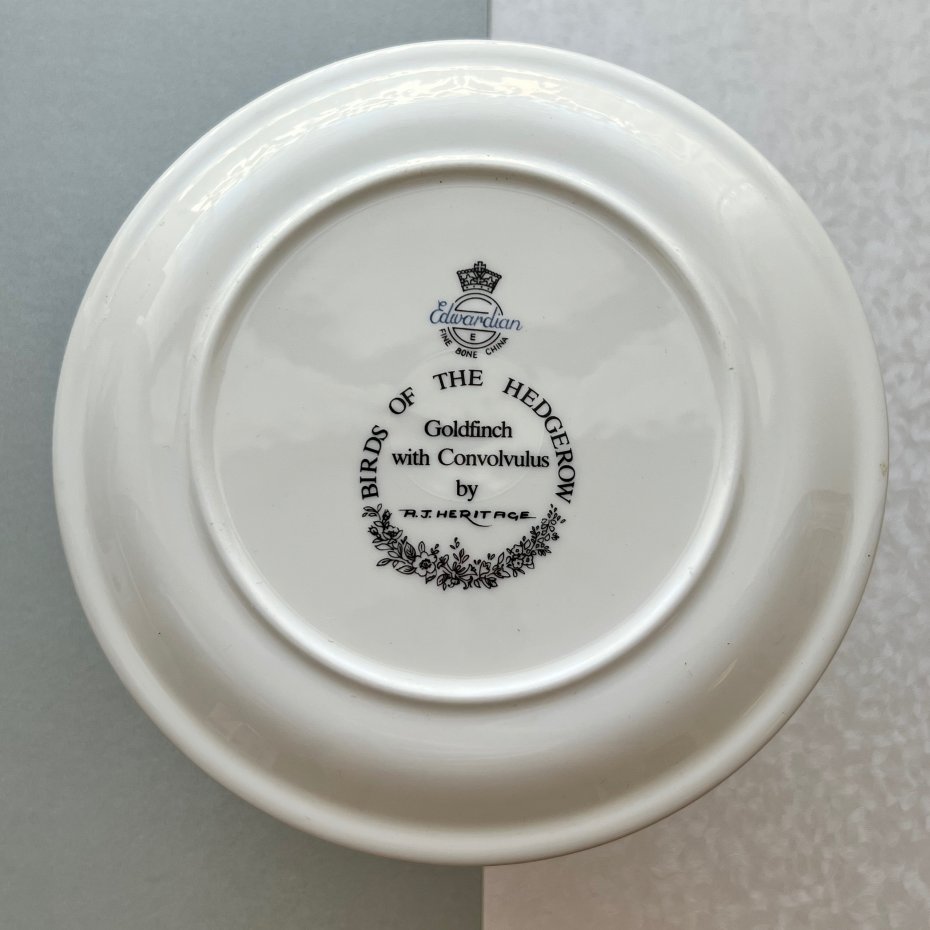 Edwardian
E
FINE BONE CHINA
BIRDS OF THE HEDGEROW
Goldfinch
with Convolvulus
by
A.J. HERITAGE